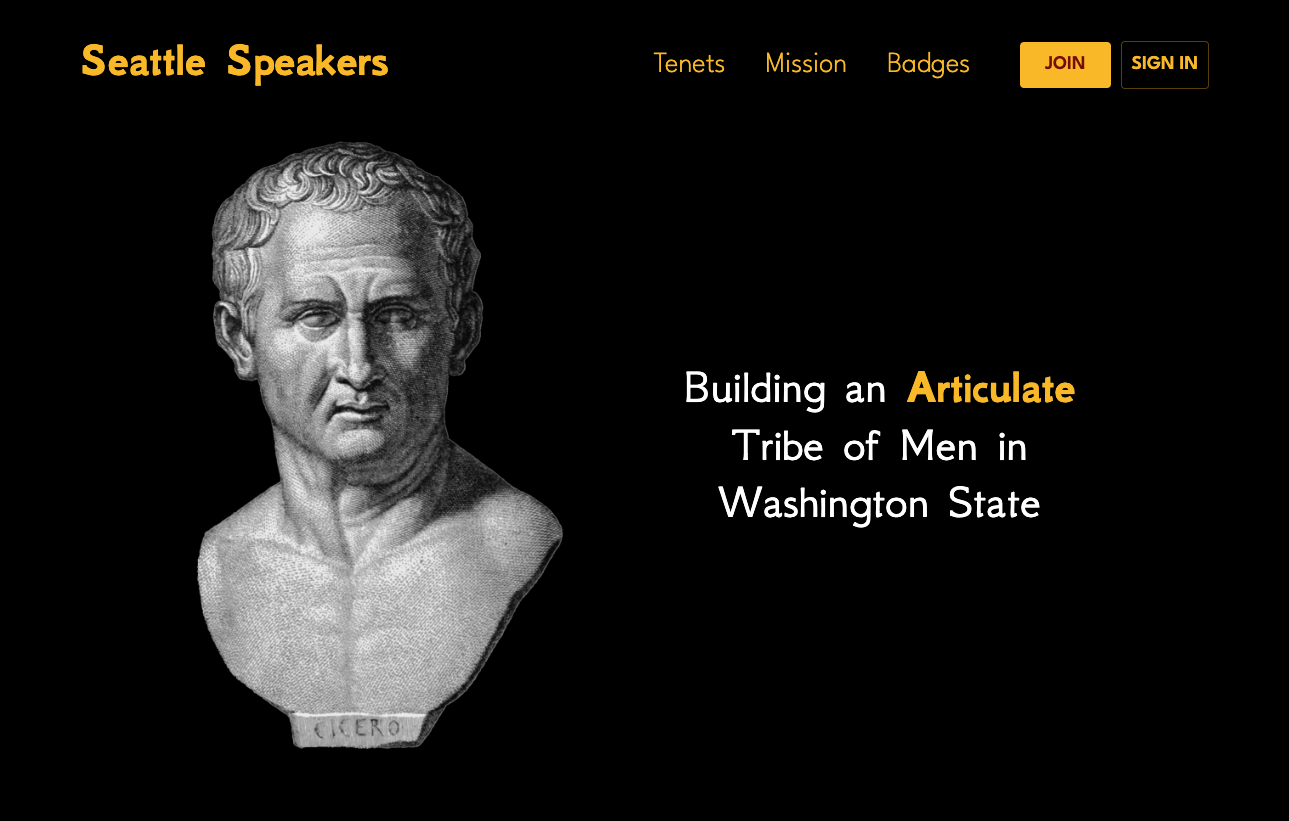 Seattle Speakers
Tenets
Mission
Badges
JOIN
SIGN IN
Building an Articulate
Tribe of Men in
Washington State
CICERO